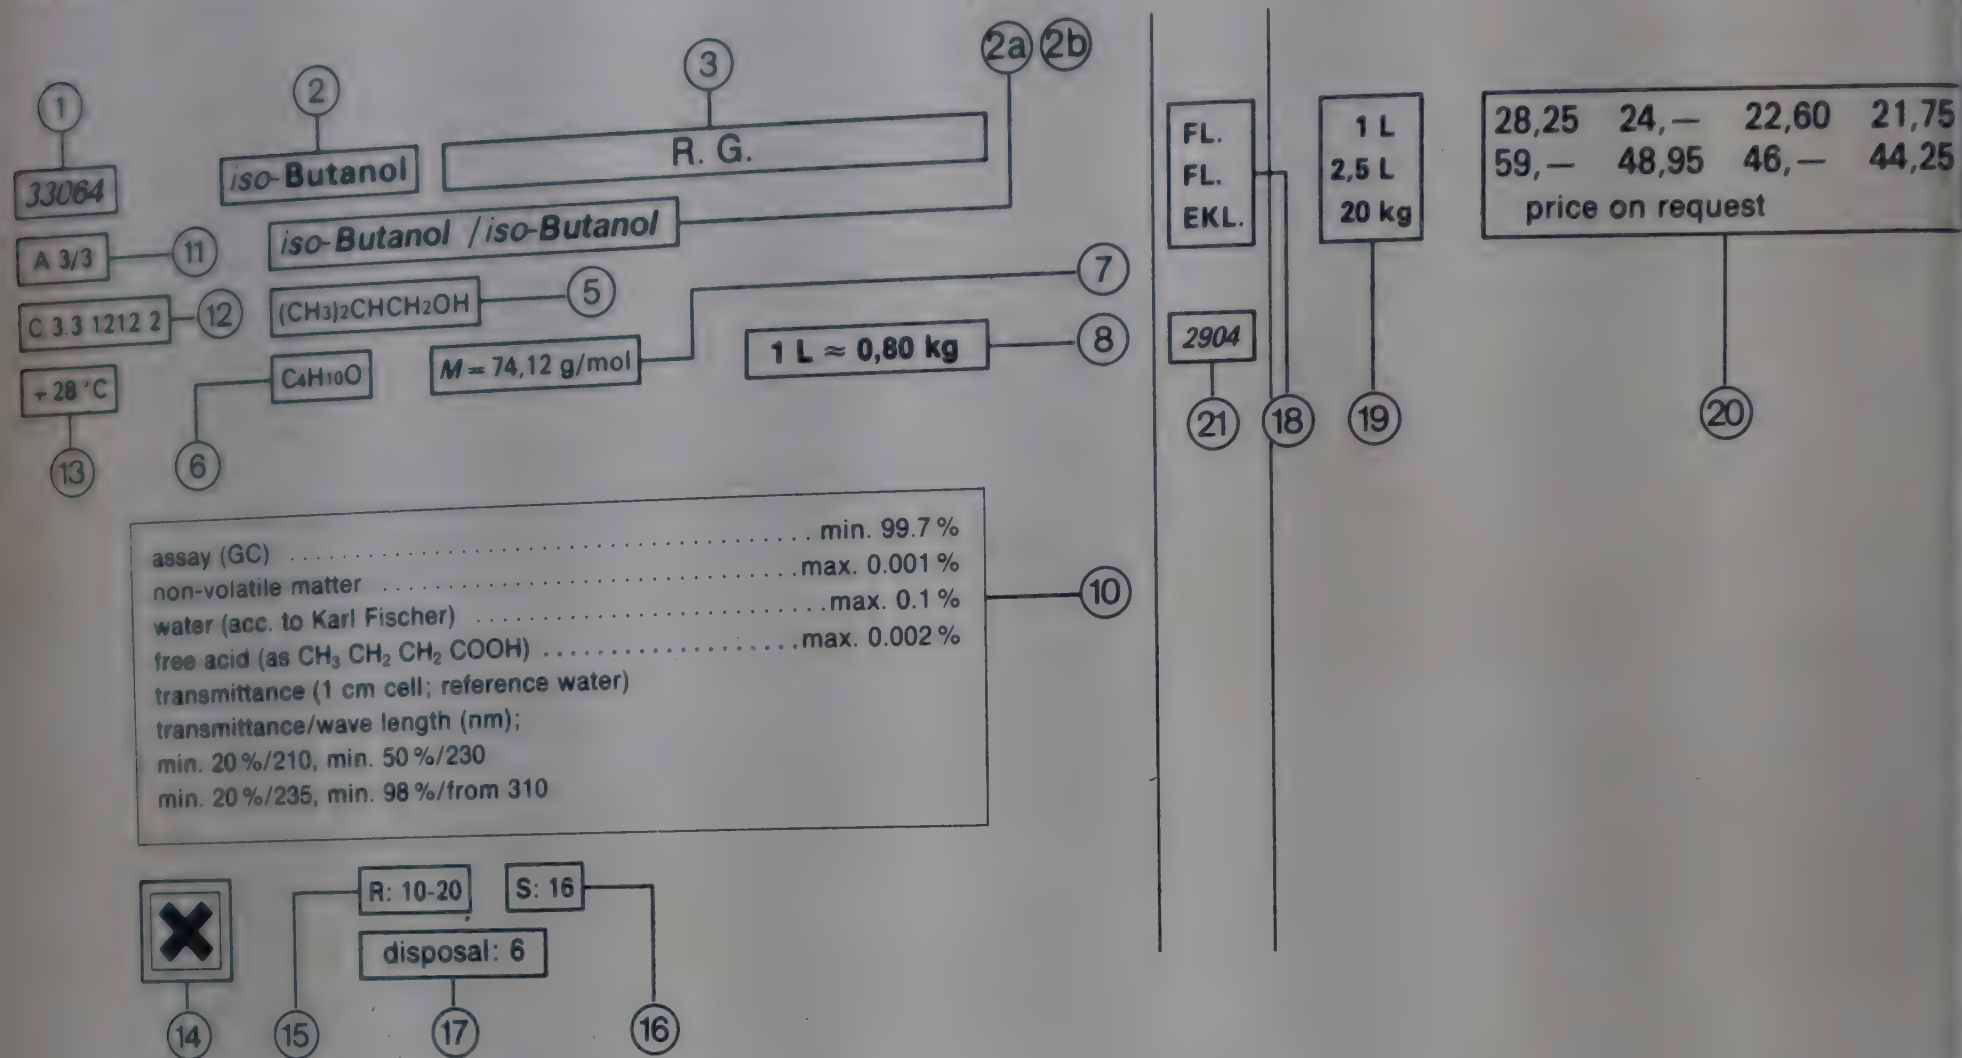 2a 2b
3
2
1
FL. 1 L 28,25 24,— 22,60 21,75
FL. 2,5 L 59,— 48,95 46,— 44,25
EKL. 20 kg price on request
33064 iso-Butanol R. G.
A 3/3 11 iso-Butanol / iso-Butanol
7
C 3.3 1212 2 12 (CH3)2CHCH2OH 5
+ 28 °C C4H10O M = 74,12 g/mol 1 L ≈ 0,80 kg 8 2904
13 6 21 18 19 20
assay (GC) ........................................ min. 99.7 %
non-volatile matter ................................ max. 0.001 %
water (acc. to Karl Fischer) ....................... max. 0.1 %
free acid (as CH₃ CH₂ CH₂ COOH) .................... max. 0.002 %
transmittance (1 cm cell; reference water)
transmittance/wave length (nm);
min. 20 %/210, min. 50 %/230
min. 20 %/235, min. 98 %/from 310
10
R: 10-20 S: 16
disposal: 6
14 15 17 16